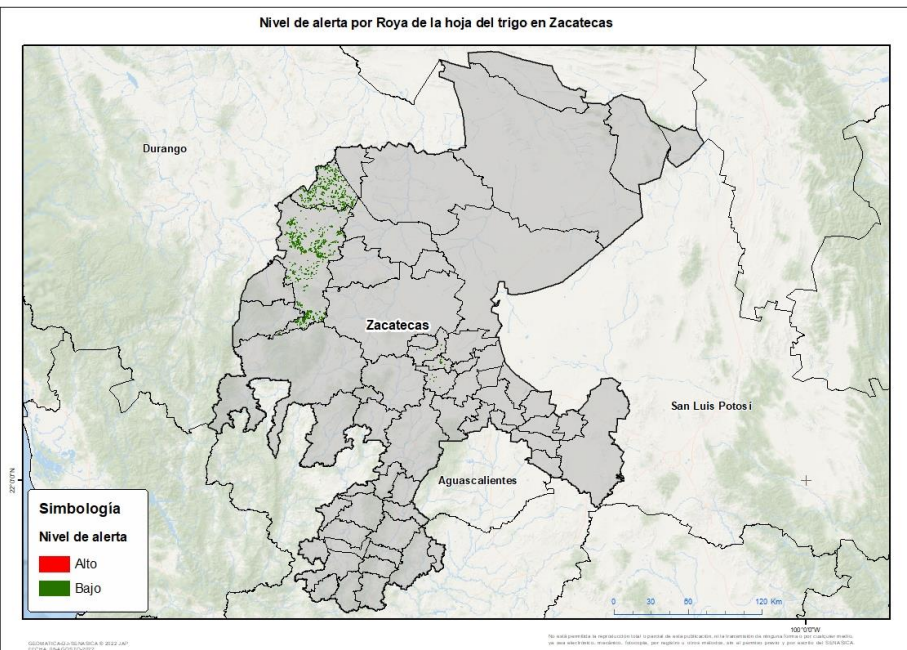 Nivel de alerta por Roya de la hoja del trigo en Zacatecas
Durango
Zacatecas
San Luis Potosi
Aguascalientes
22°0'0"N
Simbología
Nivel de alerta
Alto
Bajo
0 30 60 120 Km
100°0'0"W